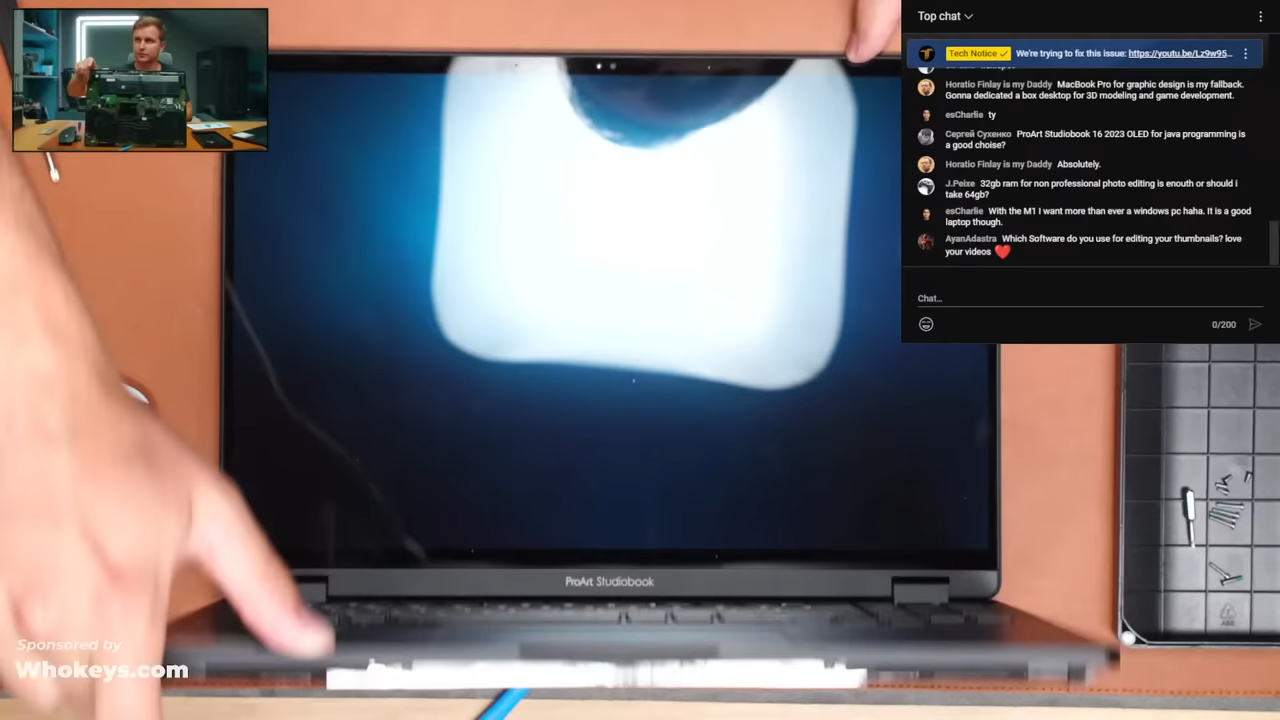 Top chat
Tech Notice We're trying to fix this issue: https://youtu.be/Lz9w95...
Horatio Finlay is my Daddy MacBook Pro for graphic design is my fallback.
Gonna dedicated a box desktop for 3D modeling and game development.
esCharlie ty
Сергей Сухенко ProArt Studiobook 16 2023 OLED for java programming is
a good choise?
Horatio Finlay is my Daddy Absolutely.
J.Peixe 32gb ram for non professional photo editing is enouth or should i
take 64gb?
esCharlie With the M1 I want more than ever a windows pc haha. It is a good
laptop though.
AyanAdastra Which Software do you use for editing your thumbnails? love
your videos ❤️
Chat...
0/200
ProArt Studiobook
Sponsored by
Whokeys.com
ABS